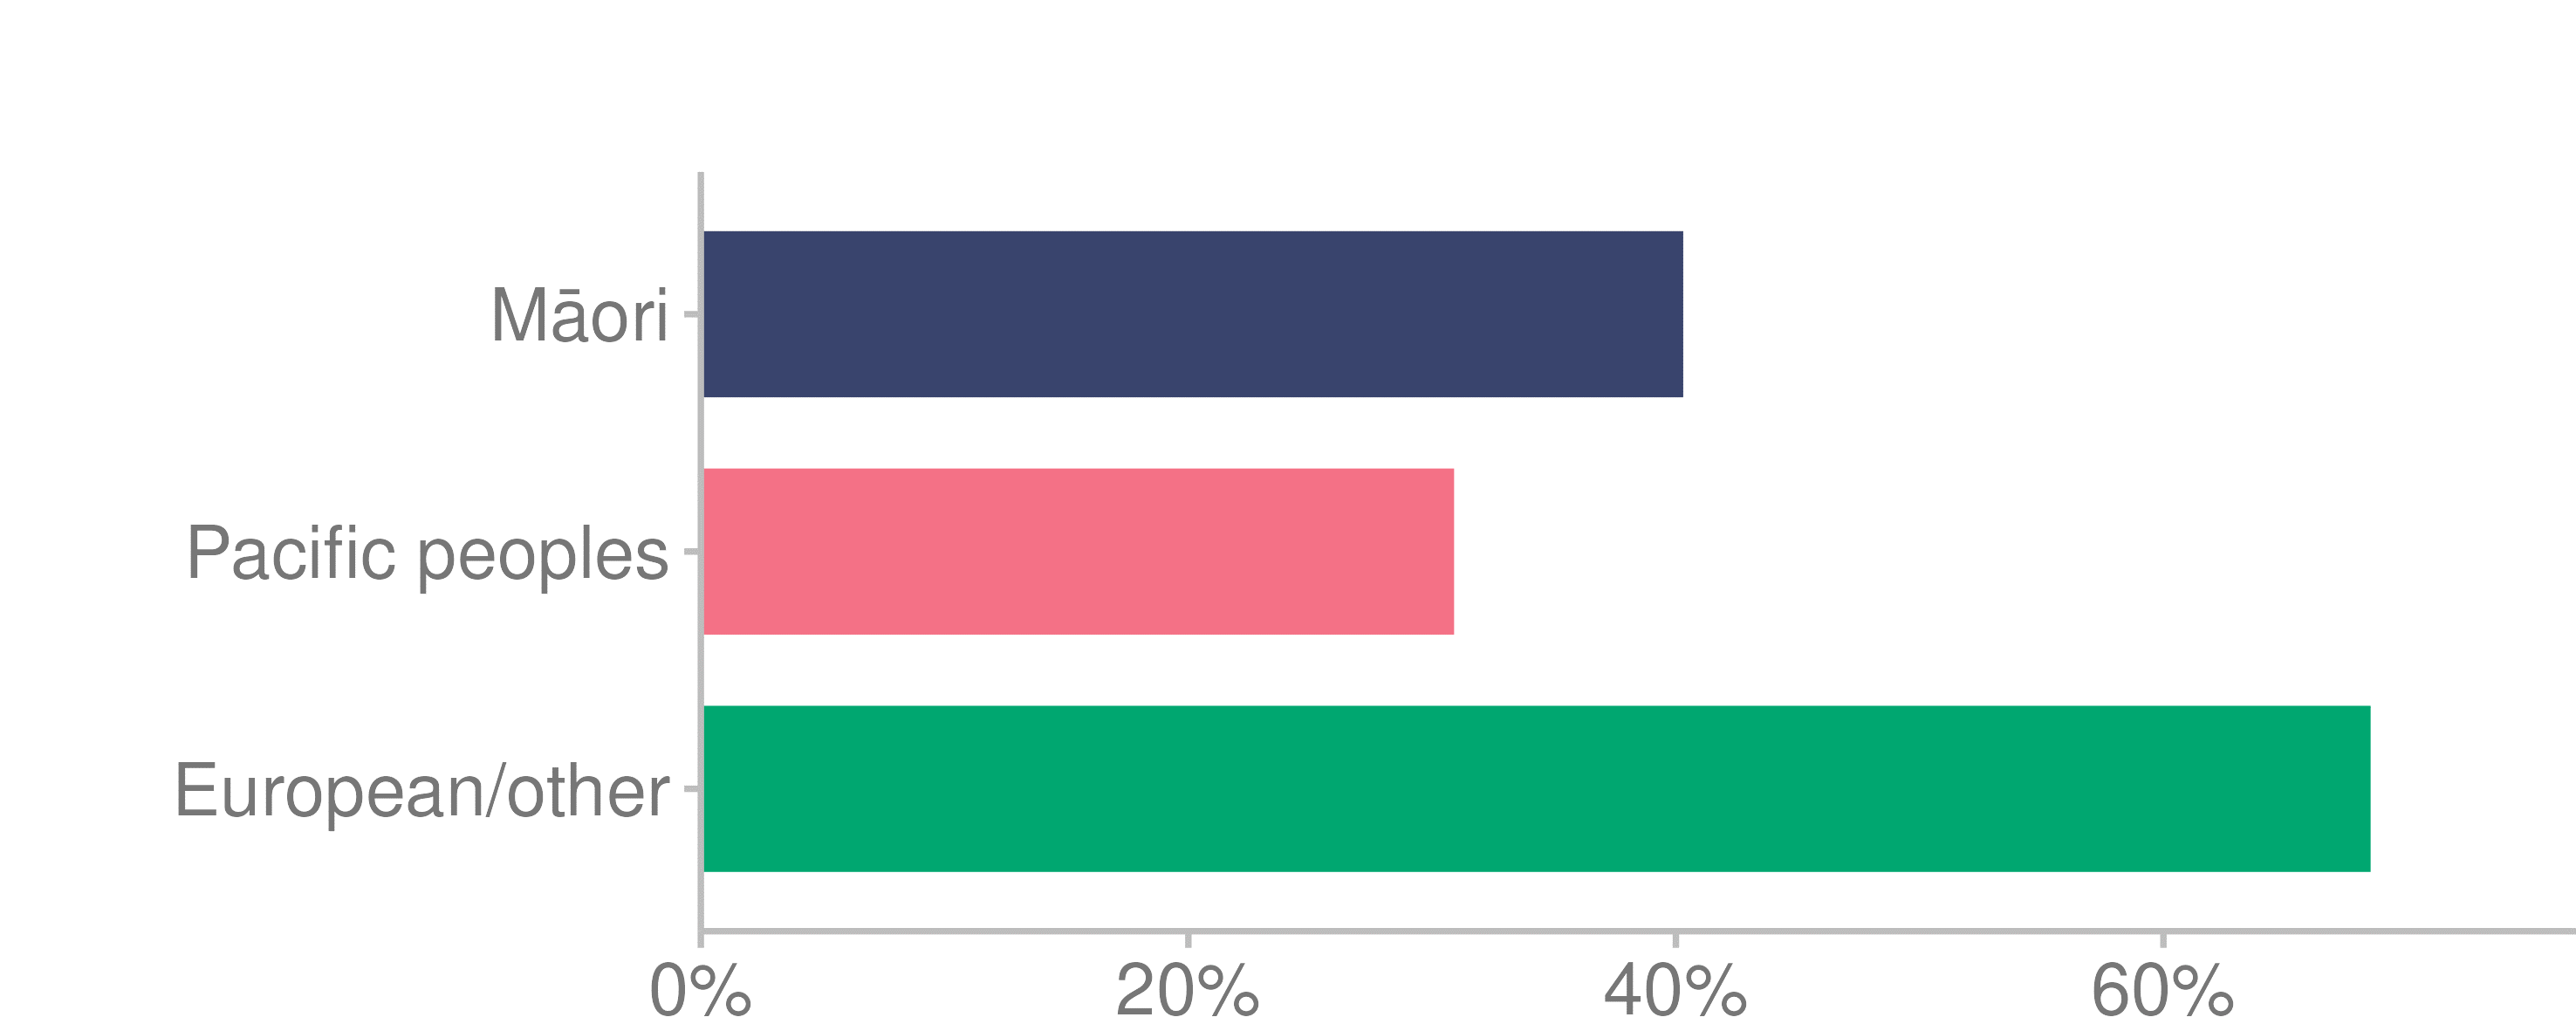 Māori
Pacific peoples
European/other
0% 20% 40% 60%